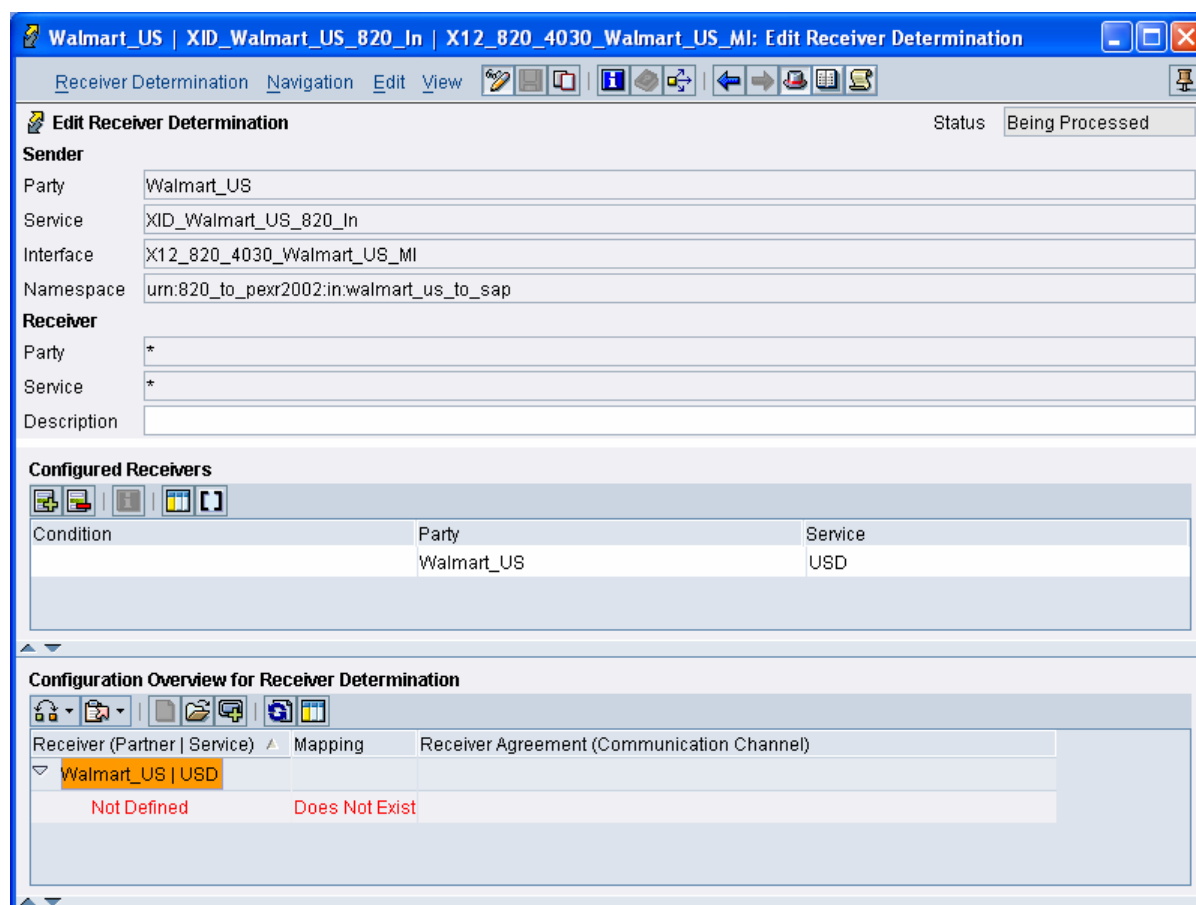 Walmart_US | XID_Walmart_US_820_In | X12_820_4030_Walmart_US_MI: Edit Receiver Determination
Receiver Determination Navigation Edit View
Edit Receiver Determination Status Being Processed
Sender
Party Walmart_US
Service XID_Walmart_US_820_In
Interface X12_820_4030_Walmart_US_MI
Namespace urn:820_to_pexr2002:in:walmart_us_to_sap
Receiver
Party *
Service *
Description
Configured Receivers
Condition Party Service
Walmart_US USD
Configuration Overview for Receiver Determination
Receiver (Partner | Service) Mapping Receiver Agreement (Communication Channel)
Walmart_US | USD
Not Defined Does Not Exist